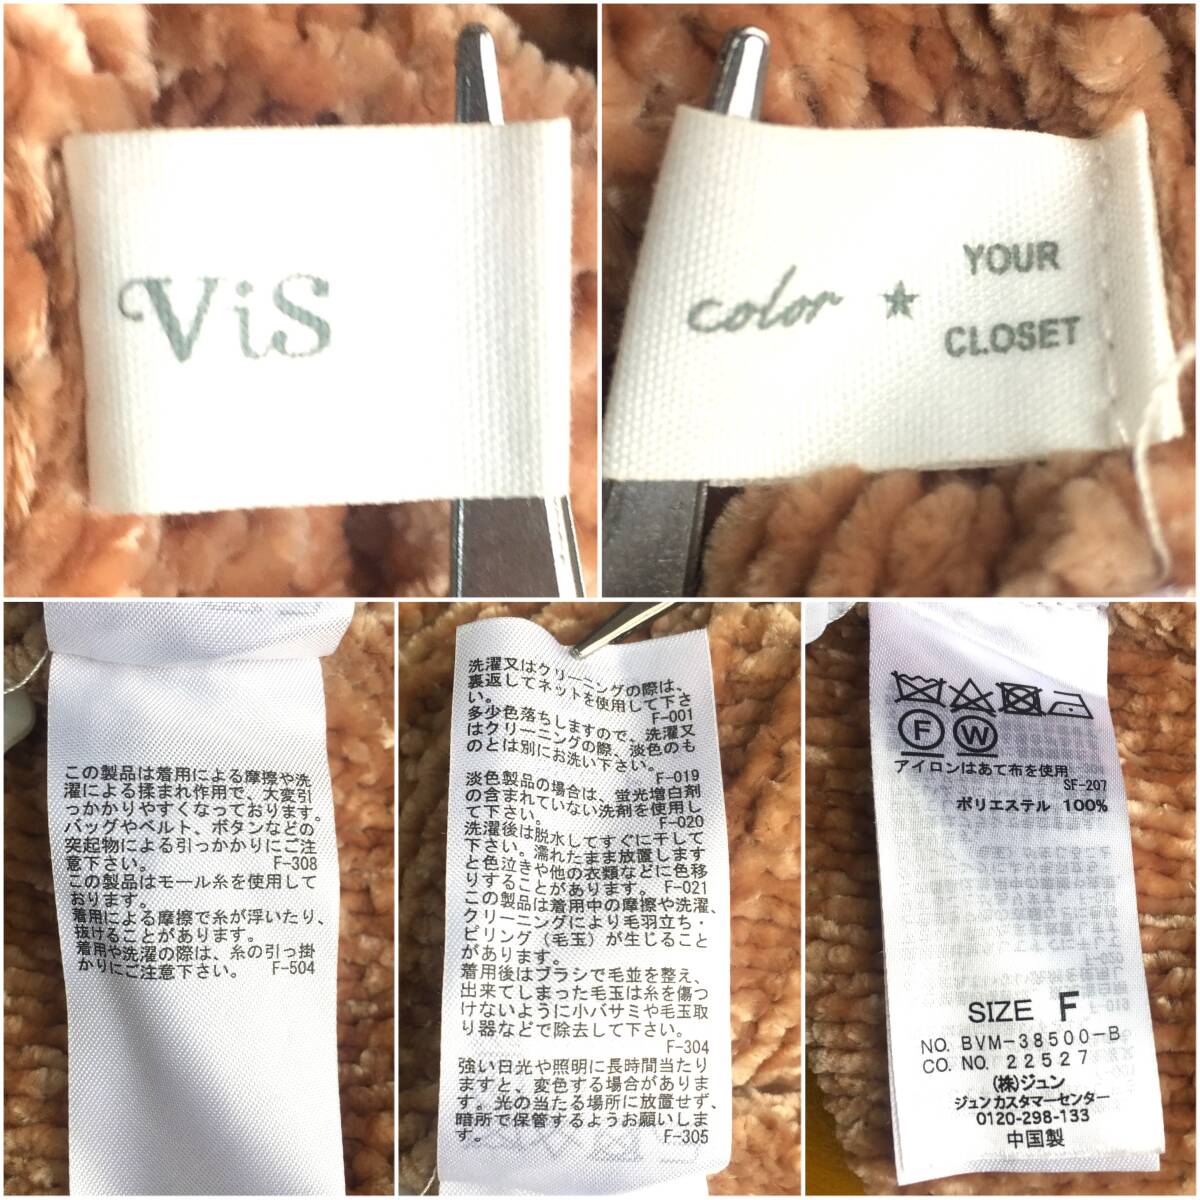 ViS
color ★ YOUR
CLOSET
この製品は着用による摩擦や洗
濯による揉まれ作用で、大変引
っかかりやすくなっております。
バッグやベルト、ボタンなどの
突起物による引っかかりにご注
意下さい。 F-308
この製品はモール糸を使用して
おります。
着用による摩擦で糸が浮いたり、
抜けることがあります。
着用や洗濯の際は、糸の引っ掛
かりにご注意下さい。 F-504
洗濯又はクリーニングの際は、
裏返してネットを使用して下さ
い。 F-001
多少色落ちしますので、洗濯又
はクリーニングの際、淡色のも
のとは別にお洗い下さい。
F-019
淡色製品の場合は、蛍光増白剤
の含まれていない洗剤を使用し
て下さい。 F-020
洗濯後は脱水してすぐに干して
下さい。濡れたまま放置します
と色泣きや他の衣類などに色移
りすることがあります。 F-021
この製品は着用中の摩擦や洗濯、
クリーニングにより毛羽立ち・
ピリング（毛玉）が生じること
があります。
着用後はブラシで毛並を整え、
出来てしまった毛玉は糸を傷つ
けないように小バサミや毛玉取
り器などで除去して下さい。
F-304
強い日光や照明に長時間当たり
ますと、変色する場合がありま
す。光の当たる場所に放置せず、
暗所で保管するようお願いしま
す。 F-305
F W
アイロンはあて布を使用
SF-207
ポリエステル 100%
SIZE F
NO. BVM-38500-B
CO. NO. 22527
(株)ジュン
ジュンカスタマーセンター
0120-298-133
中国製